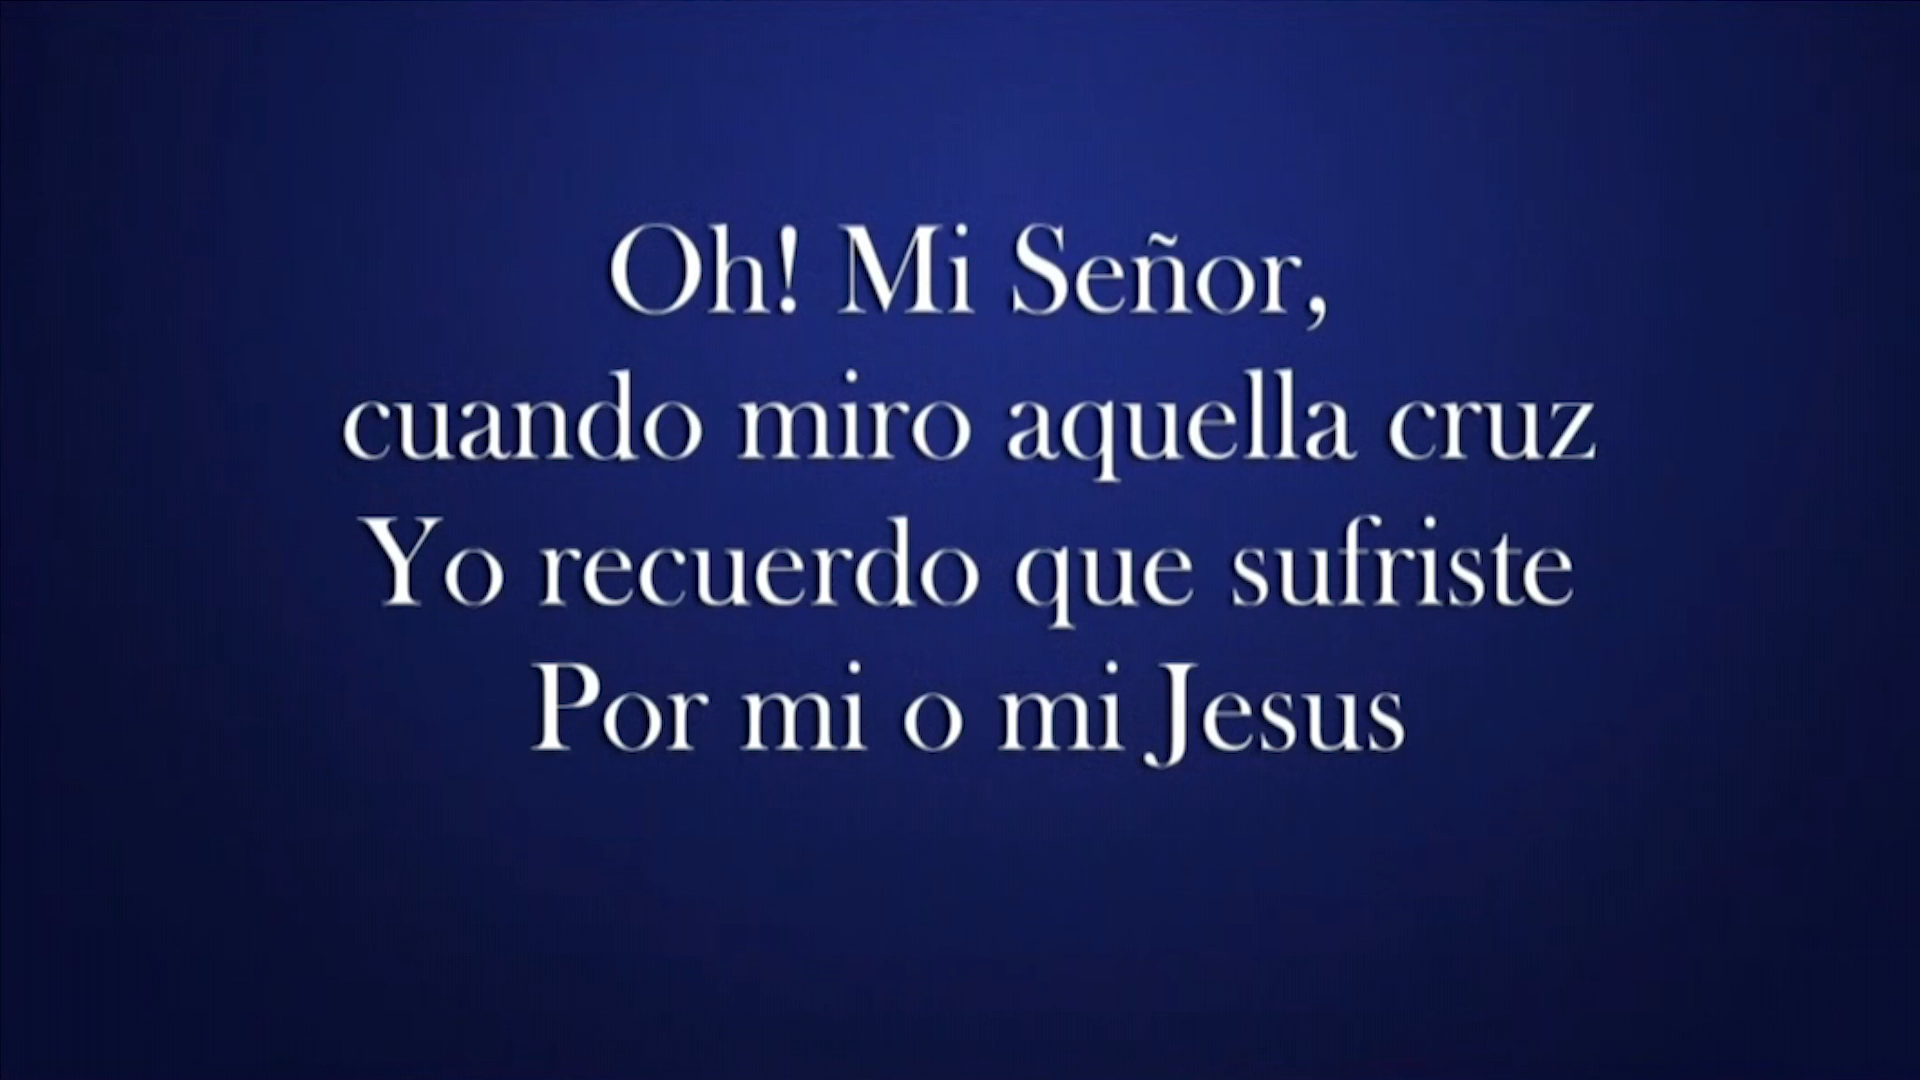 Oh! Mi Señor,
cuando miro aquella cruz
Yo recuerdo que sufriste
Por mi o mi Jesus